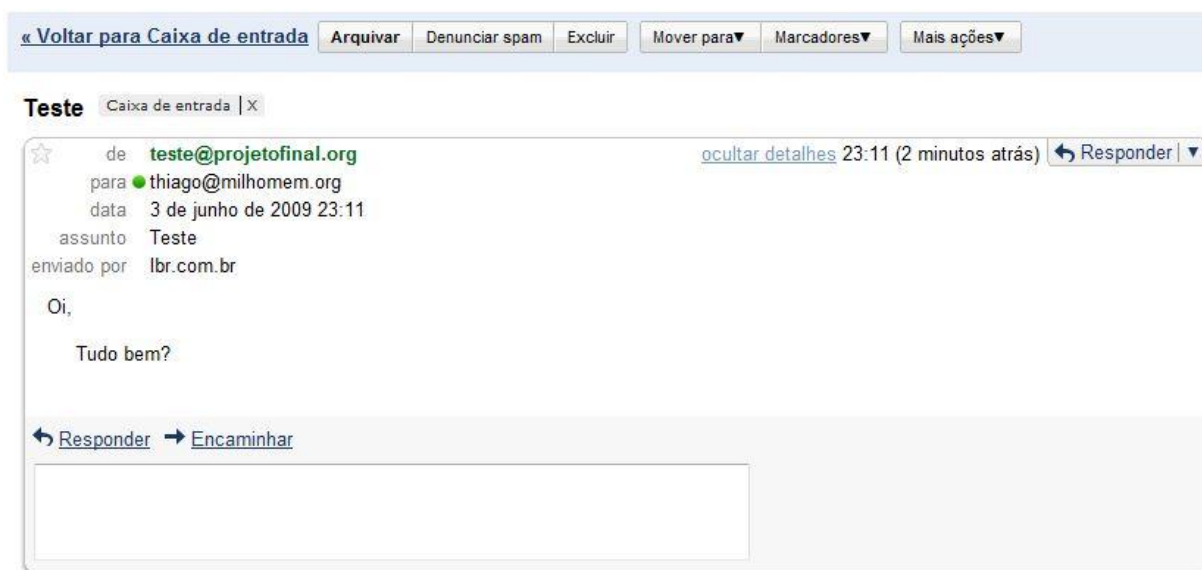 « Voltar para Caixa de entrada Arquivar Denunciar spam Excluir Mover para▼ Marcadores▼ Mais ações▼
Teste Caixa de entrada | X
de teste@projetofinal.org ocultar detalhes 23:11 (2 minutos atrás) Responder ▼
para thiago@milhomem.org
data 3 de junho de 2009 23:11
assunto Teste
enviado por lbr.com.br
Oi,
Tudo bem?
Responder Encaminhar